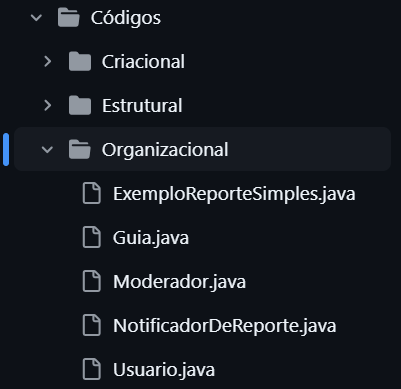 Códigos
Criacional
Estrutural
Organizacional
ExemploReporteSimples.java
Guia.java
Moderador.java
NotificadorDeReporte.java
Usuario.java